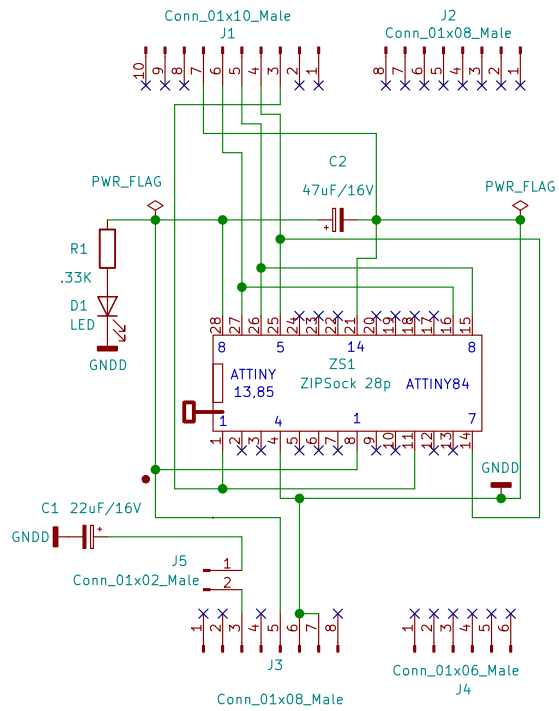 Conn_01x10_Male
J1
J2
Conn_01x08_Male
10 9 8 7 6 5 4 3 2 1
8 7 6 5 4 3 2 1
C2
47uF/16V
PWR_FLAG
PWR_FLAG
R1
.33K
D1
LED
GNDD
28 27 26 25 24 23 22 21 20 19 18 17 16 15
8 5 14 8
ZS1
ATTINY
13,85
ZIPSock 28p
ATTINY84
1 4 1 7
1 2 3 4 5 6 7 8 9 10 11 12 13 14
GNDD
C1 22uF/16V
+
GNDD
J5
1
Conn_01x02_Male
2
1 2 3 4 5 6 7 8
1 2 3 4 5 6
J3
Conn_01x08_Male
Conn_01x06_Male
J4